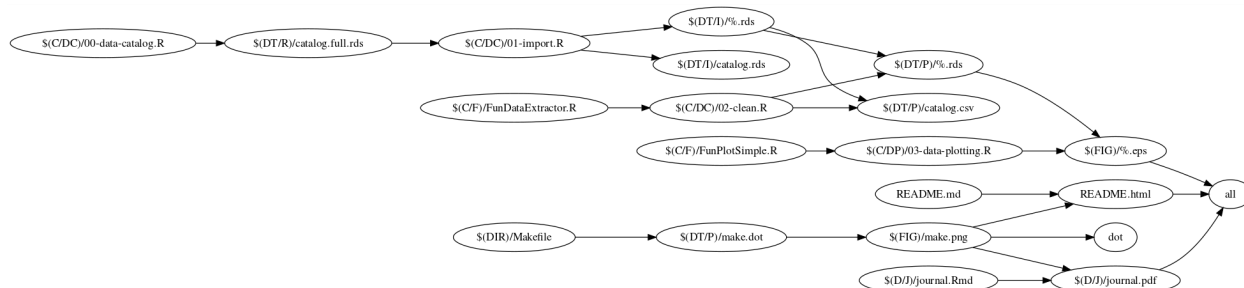 $(DT/I)/%.rds
$(C/DC)/00-data-catalog.R
$(DT/R)/catalog.full.rds
$(C/DC)/01-import.R
$(DT/I)/catalog.rds
$(DT/P)/%.rds
$(C/F)/FunDataExtractor.R
$(C/DC)/02-clean.R
$(DT/P)/catalog.csv
$(C/F)/FunPlotSimple.R
$(C/DP)/03-data-plotting.R
$(FIG)/%.eps
README.md
README.html
all
$(DIR)/Makefile
$(DT/P)/make.dot
$(FIG)/make.png
dot
$(D/J)/journal.Rmd
$(D/J)/journal.pdf